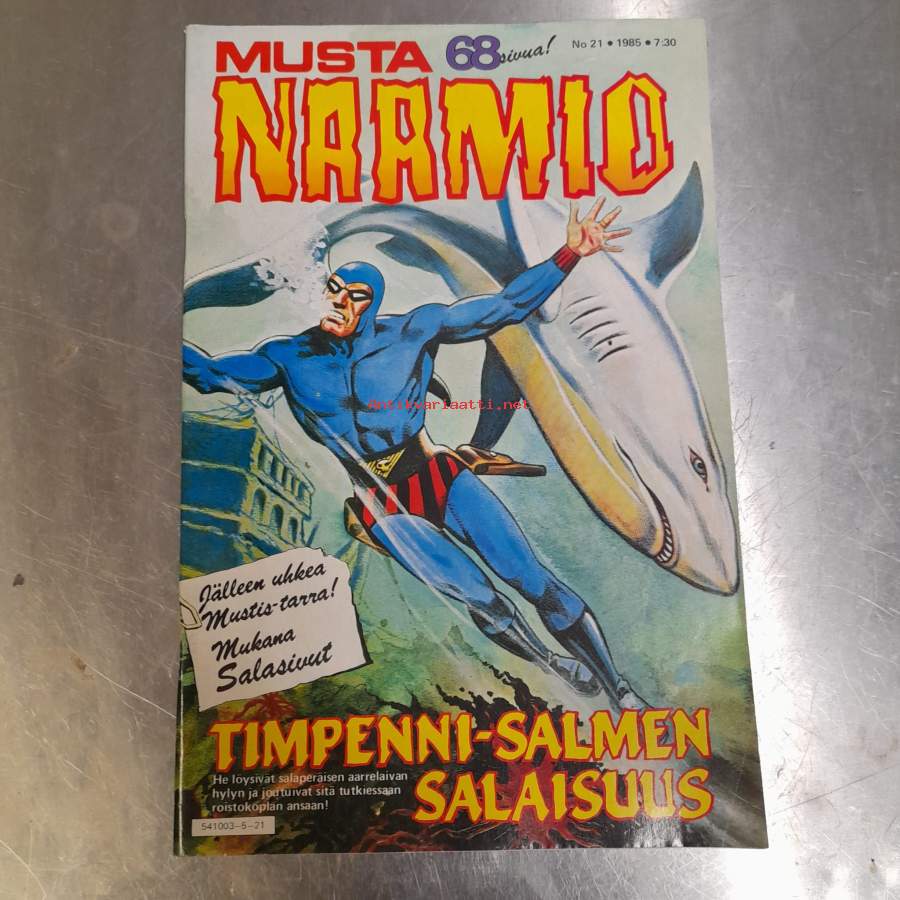 MUSTA 68 sivua! No 21 • 1985 • 7:30
NAAMIO
antikvariaatti.net
Jälleen uhkea
Mustis-tarra!
Mukana
Salasivut
TIMPENNI-SALMEN
SALAISUUS
He löysivät salaperäisen aarrelaivan
hylyn ja joutuivat sitä tutkiessaan
roistokoplan ansaan!
541003-5-21